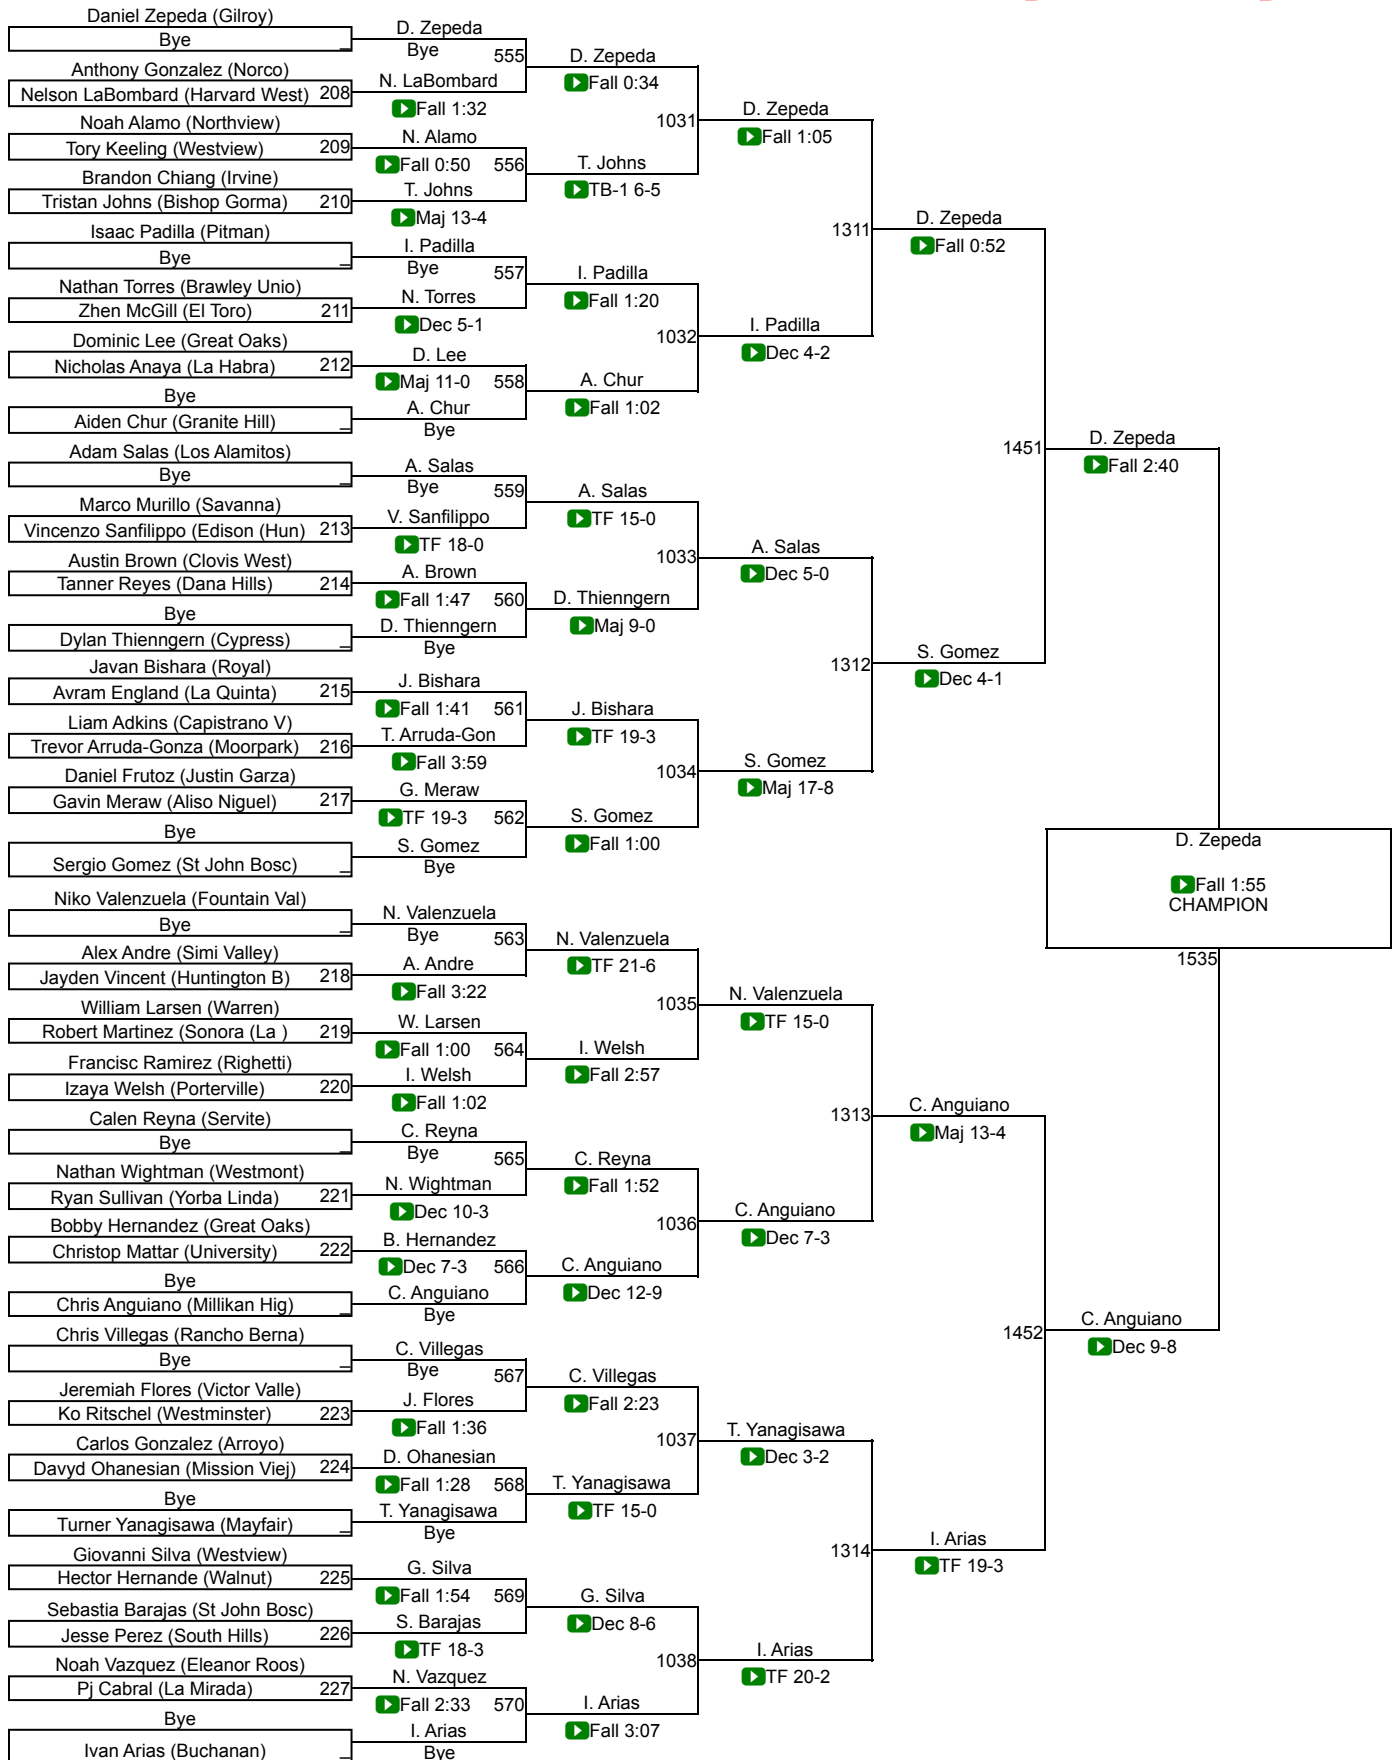 Daniel Zepeda (Gilroy)
Bye _
Anthony Gonzalez (Norco)
Nelson LaBombard (Harvard West) 208
Noah Alamo (Northview)
Tory Keeling (Westview) 209
Brandon Chiang (Irvine)
Tristan Johns (Bishop Gorma) 210
Isaac Padilla (Pitman)
Bye _
Nathan Torres (Brawley Unio)
Zhen McGill (El Toro) 211
Dominic Lee (Great Oaks)
Nicholas Anaya (La Habra) 212
Bye
Aiden Chur (Granite Hill) _
Adam Salas (Los Alamitos)
Bye _
Marco Murillo (Savanna)
Vincenzo Sanfilippo (Edison (Hun) 213
Austin Brown (Clovis West)
Tanner Reyes (Dana Hills) 214
Bye
Dylan Thienngern (Cypress) _
Javan Bishara (Royal)
Avram England (La Quinta) 215
Liam Adkins (Capistrano V)
Trevor Arruda-Gonza (Moorpark) 216
Daniel Frutoz (Justin Garza)
Gavin Meraw (Aliso Niguel) 217
Bye
Sergio Gomez (St John Bosc) _
Niko Valenzuela (Fountain Val)
Bye _
Alex Andre (Simi Valley)
Jayden Vincent (Huntington B) 218
William Larsen (Warren)
Robert Martinez (Sonora (La ) 219
Francisc Ramirez (Righetti)
Izaya Welsh (Porterville) 220
Calen Reyna (Servite)
Bye _
Nathan Wightman (Westmont)
Ryan Sullivan (Yorba Linda) 221
Bobby Hernandez (Great Oaks)
Christop Mattar (University) 222
Bye
Chris Anguiano (Millikan Hig) _
Chris Villegas (Rancho Berna)
Bye _
Jeremiah Flores (Victor Valle)
Ko Ritschel (Westminster) 223
Carlos Gonzalez (Arroyo)
Davyd Ohanesian (Mission Viej) 224
Bye
Turner Yanagisawa (Mayfair) _
Giovanni Silva (Westview)
Hector Hernande (Walnut) 225
Sebastia Barajas (St John Bosc)
Jesse Perez (South Hills) 226
Noah Vazquez (Eleanor Roos)
Pj Cabral (La Mirada) 227
Bye
Ivan Arias (Buchanan) _
D. Zepeda
Bye 555
N. LaBombard
Fall 1:32
N. Alamo
Fall 0:50 556
T. Johns
Maj 13-4
I. Padilla
Bye 557
N. Torres
Dec 5-1
D. Lee
Maj 11-0 558
A. Chur
Bye
A. Salas
Bye 559
V. Sanfilippo
TF 18-0
A. Brown
Fall 1:47 560
D. Thienngern
Bye
J. Bishara
Fall 1:41 561
T. Arruda-Gon
Fall 3:59
G. Meraw
TF 19-3 562
S. Gomez
Bye
N. Valenzuela
Bye 563
A. Andre
Fall 3:22
W. Larsen
Fall 1:00 564
I. Welsh
Fall 1:02
C. Reyna
Bye 565
N. Wightman
Dec 10-3
B. Hernandez
Dec 7-3 566
C. Anguiano
Bye
C. Villegas
Bye 567
J. Flores
Fall 1:36
D. Ohanesian
Fall 1:28 568
T. Yanagisawa
Bye
G. Silva
Fall 1:54 569
S. Barajas
TF 18-3
N. Vazquez
Fall 2:33 570
I. Arias
Bye
D. Zepeda
Fall 0:34
1031
T. Johns
TB-1 6-5
I. Padilla
Fall 1:20
1032
A. Chur
Fall 1:02
A. Salas
TF 15-0
1033
D. Thienngern
Maj 9-0
J. Bishara
TF 19-3
1034
S. Gomez
Fall 1:00
N. Valenzuela
TF 21-6
1035
I. Welsh
Fall 2:57
C. Reyna
Fall 1:52
1036
C. Anguiano
Dec 12-9
C. Villegas
Fall 2:23
1037
T. Yanagisawa
TF 15-0
G. Silva
Dec 8-6
1038
I. Arias
Fall 3:07
D. Zepeda
Fall 1:05
1311
I. Padilla
Dec 4-2
A. Salas
Dec 5-0
1312
S. Gomez
Maj 17-8
N. Valenzuela
TF 15-0
1313
C. Anguiano
Dec 7-3
T. Yanagisawa
Dec 3-2
1314
I. Arias
TF 20-2
D. Zepeda
Fall 0:52
1451
S. Gomez
Dec 4-1
C. Anguiano
Maj 13-4
1452
I. Arias
TF 19-3
D. Zepeda
Fall 2:40
C. Anguiano
Dec 9-8
D. Zepeda
Fall 1:55
CHAMPION
1535